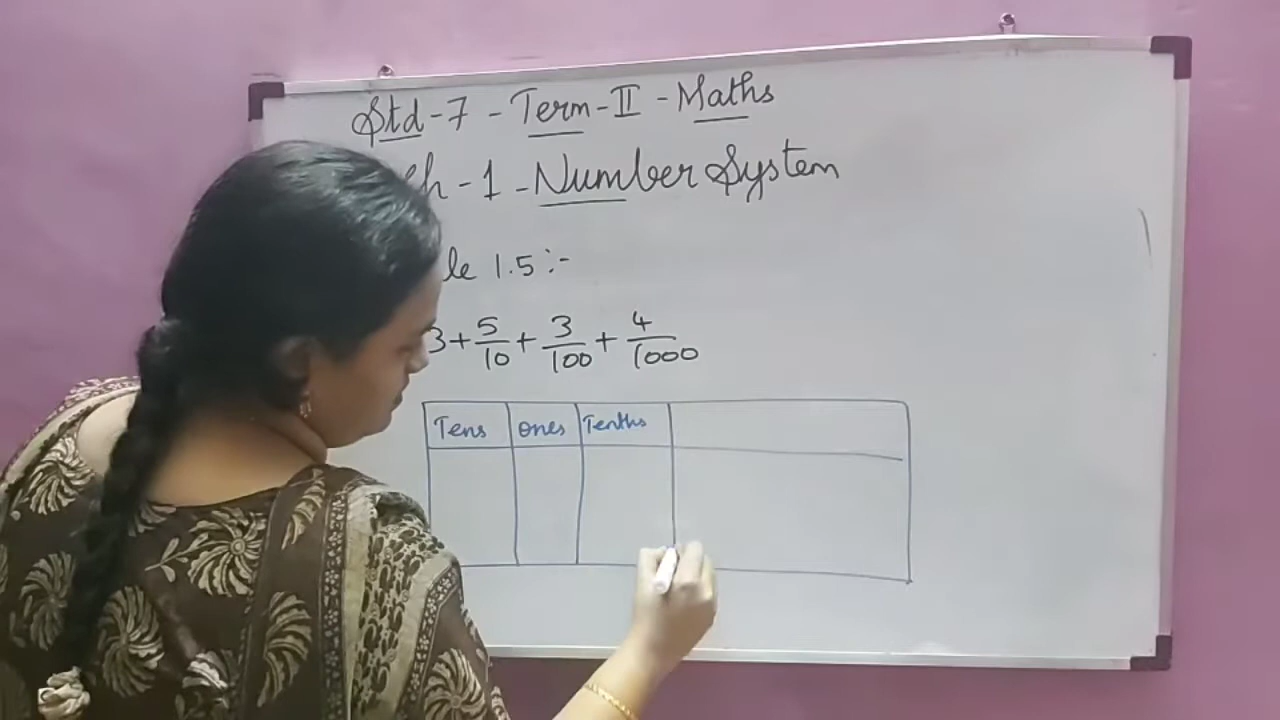 Std-7 - Term-II - Maths
Ch - 1 - Number System
1.5 :-
3 + 5/10 + 3/100 + 4/1000
Tens Ones Tenths